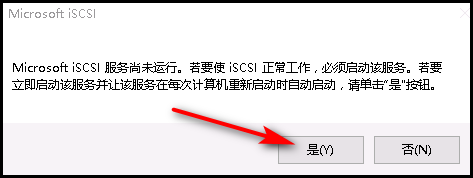 Microsoft iSCSI
Microsoft iSCSI 服务尚未运行。若要使 iSCSI 正常工作，必须启动该服务。若要
立即启动该服务并让该服务在每次计算机重新启动时自动启动，请单击"是"按钮。
是(Y)
否(N)